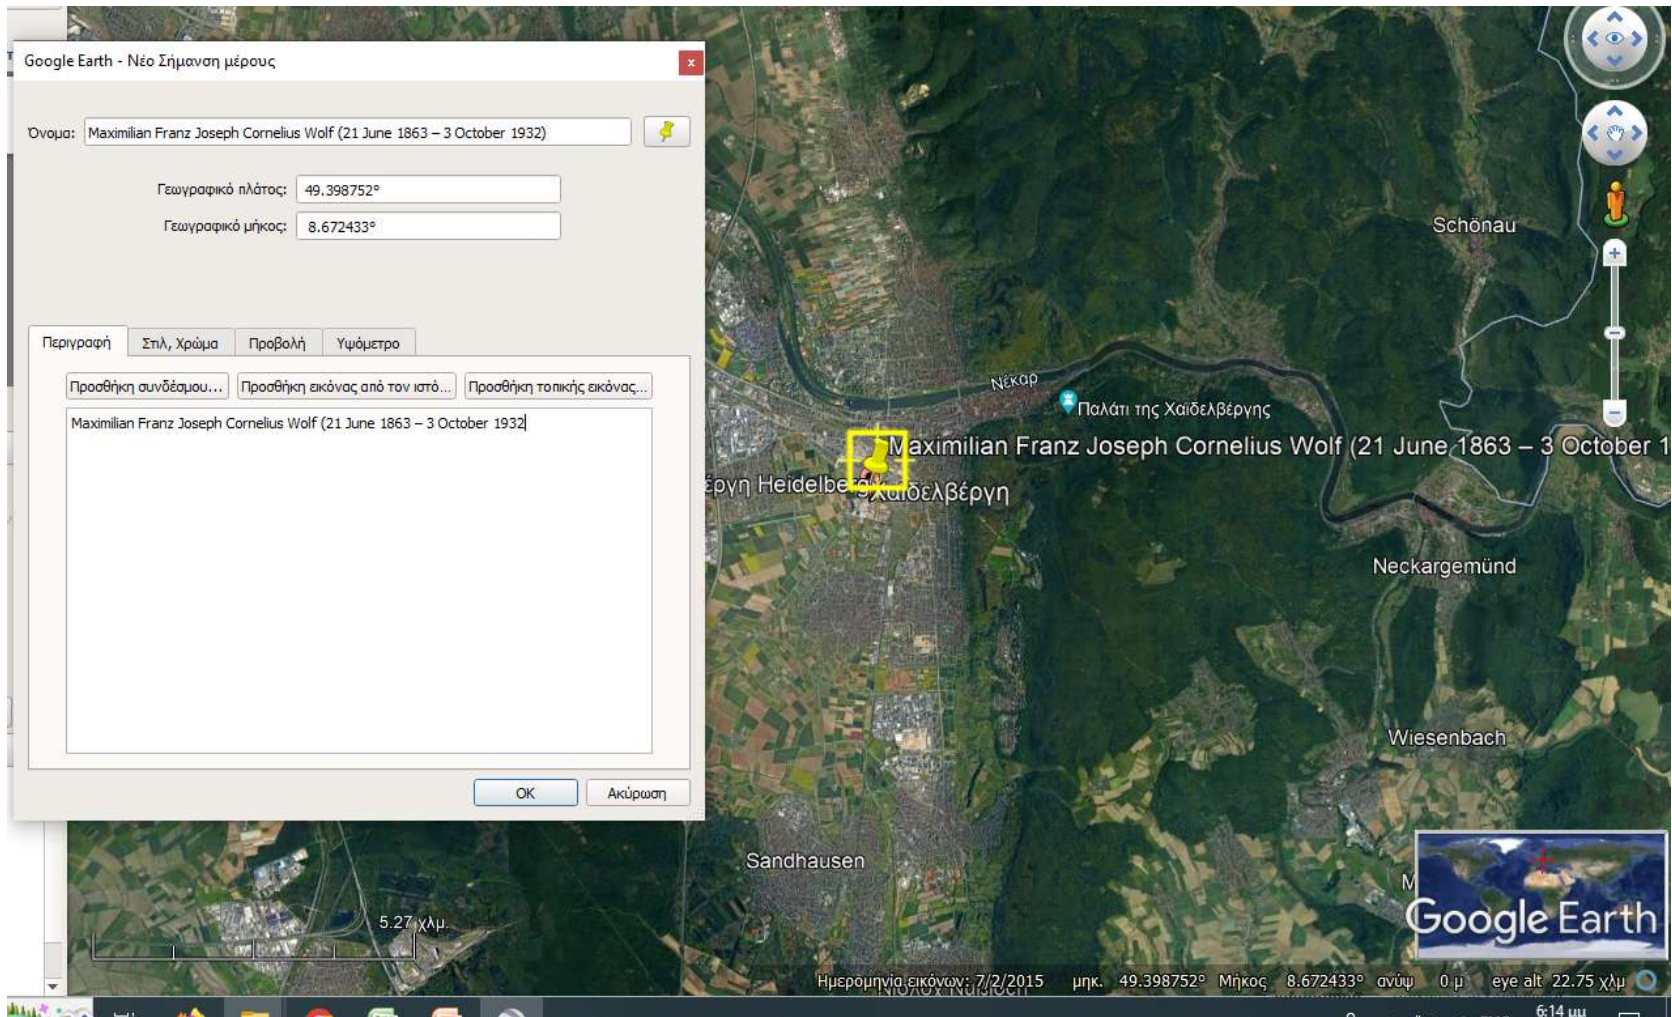 Google Earth - Νέο Σήμανση μέρους
x
Όνομα: Maximilian Franz Joseph Cornelius Wolf (21 June 1863 – 3 October 1932)
Γεωγραφικό πλάτος: 49.398752°
Γεωγραφικό μήκος: 8.672433°
Περιγραφή Στιλ, Χρώμα Προβολή Υψόμετρο
Προσθήκη συνδέσμου... Προσθήκη εικόνας από τον ιστό... Προσθήκη τοπικής εικόνας...
Maximilian Franz Joseph Cornelius Wolf (21 June 1863 – 3 October 1932
OK Ακύρωση
Schönau
Νέκαρ
Παλάτι της Χαϊδελβέργης
Maximilian Franz Joseph Cornelius Wolf (21 June 1863 – 3 October 1
έργη Heidelberg
Χαϊδελβέργη
Neckargemünd
Wiesenbach
Sandhausen
5.27 χλμ.
Google Earth
Ημερομηνία εικόνων: 7/2/2015 μηκ. 49.398752° Μήκος 8.672433° ανύψ 0 μ eye alt 22.75 χλμ
6:14 μμ